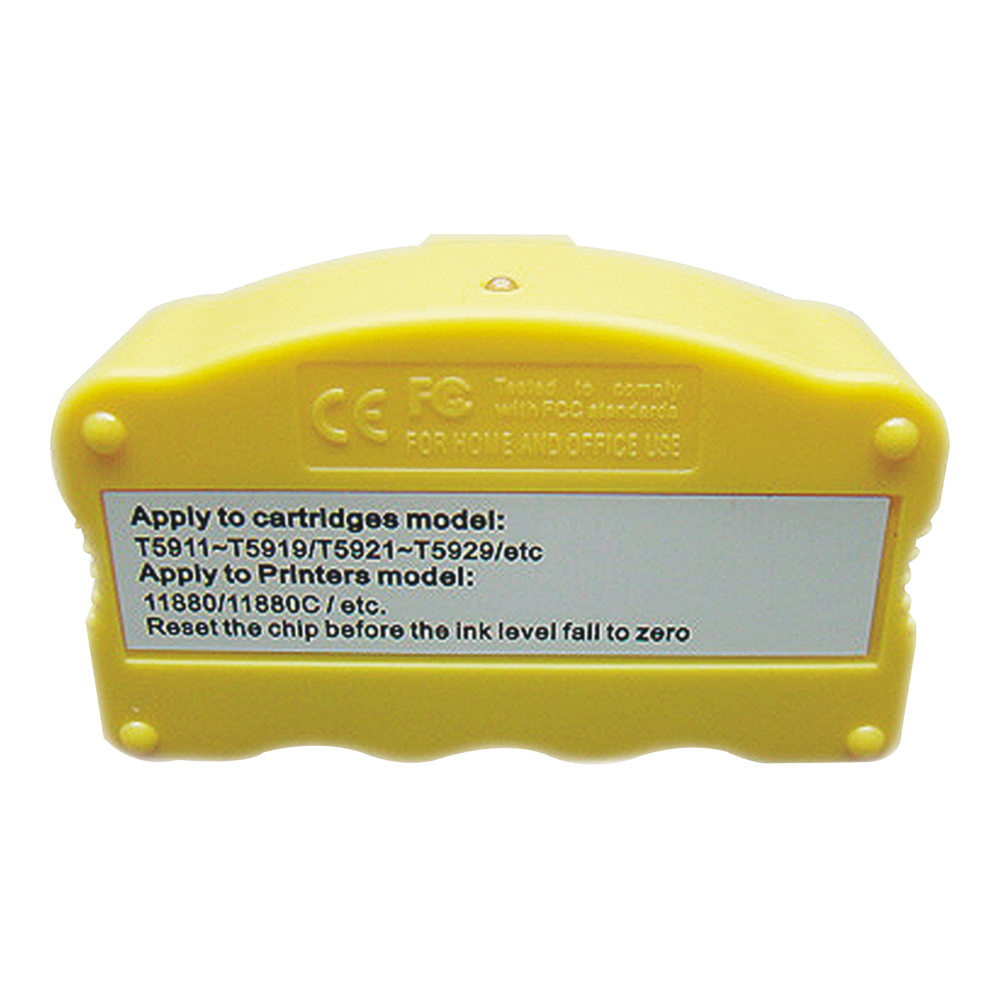 CE FC Tested to comply
with FCC standards
FOR HOME AND OFFICE USE
Apply to cartridges model:
T5911~T5919/T5921~T5929/etc
Apply to Printers model:
11880/11880C / etc.
Reset the chip before the ink level fall to zero